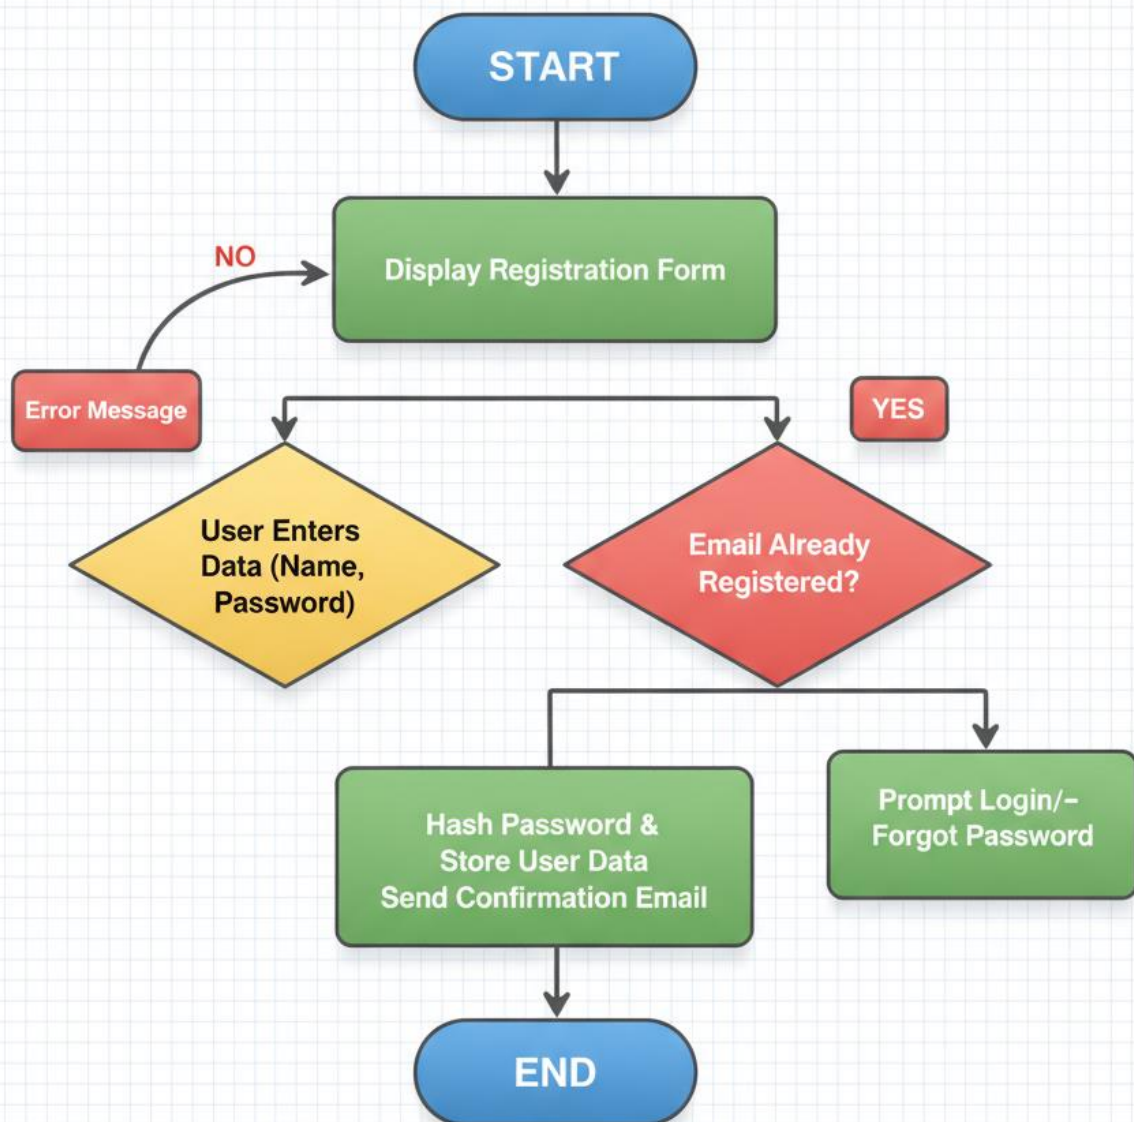 START
NO
Display Registration Form
Error Message
YES
User Enters
Data (Name,
Password)
Email Already
Registered?
Hash Password &
Store User Data
Send Confirmation Email
Prompt Login/–
Forgot Password
END